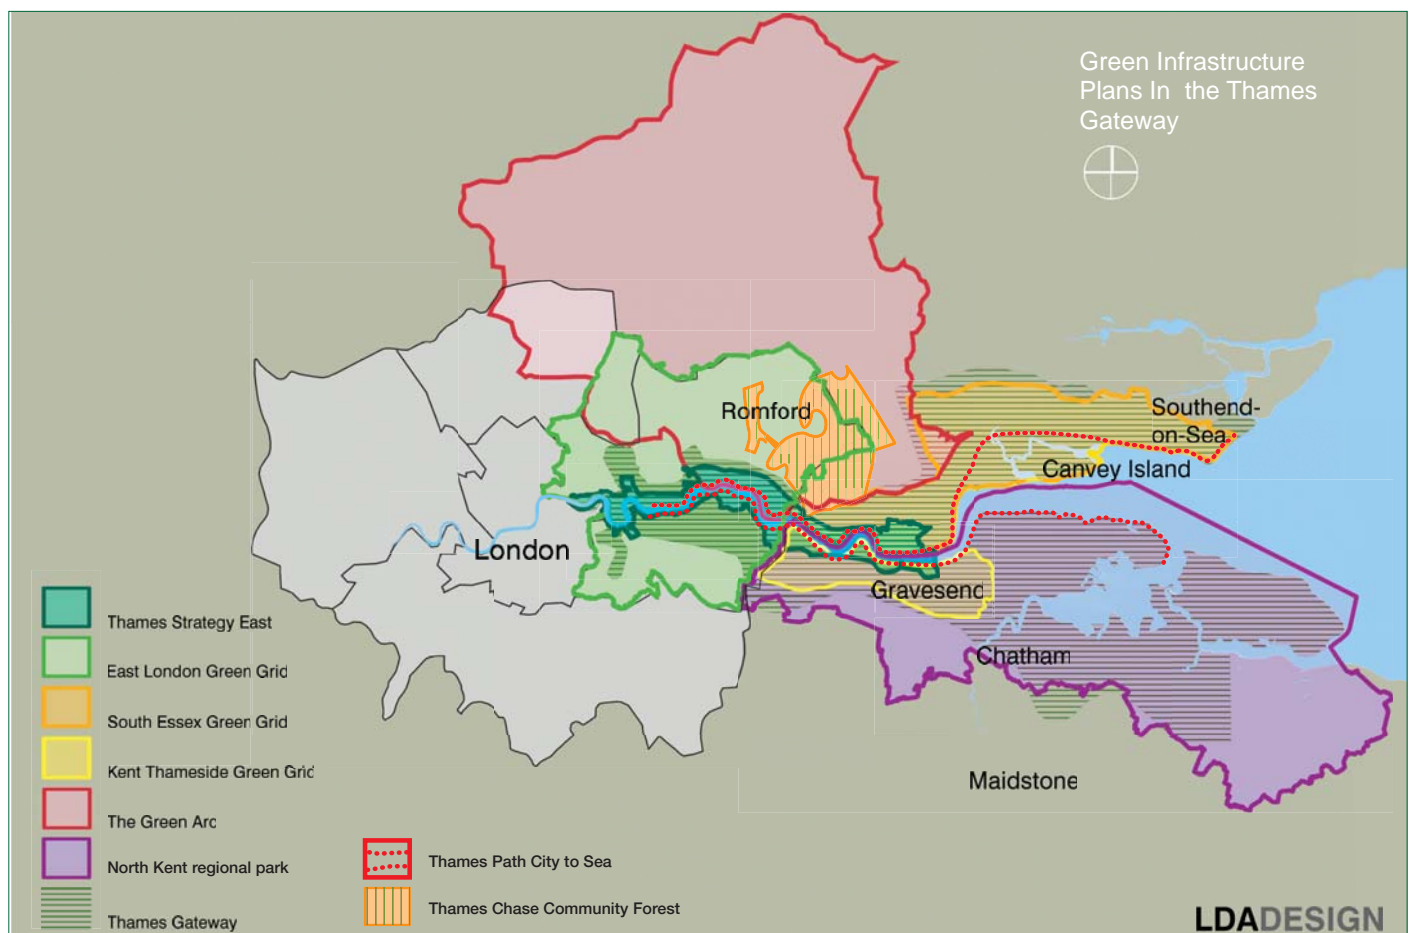 Green Infrastructure
Plans In the Thames
Gateway
Romford
Southend-
on-Sea
Canvey Island
London
Gravesend
Chatham
Maidstone
Thames Strategy East
East London Green Grid
South Essex Green Grid
Kent Thameside Green Grid
The Green Arc
North Kent regional park
Thames Gateway
Thames Path City to Sea
Thames Chase Community Forest
LDADESIGN